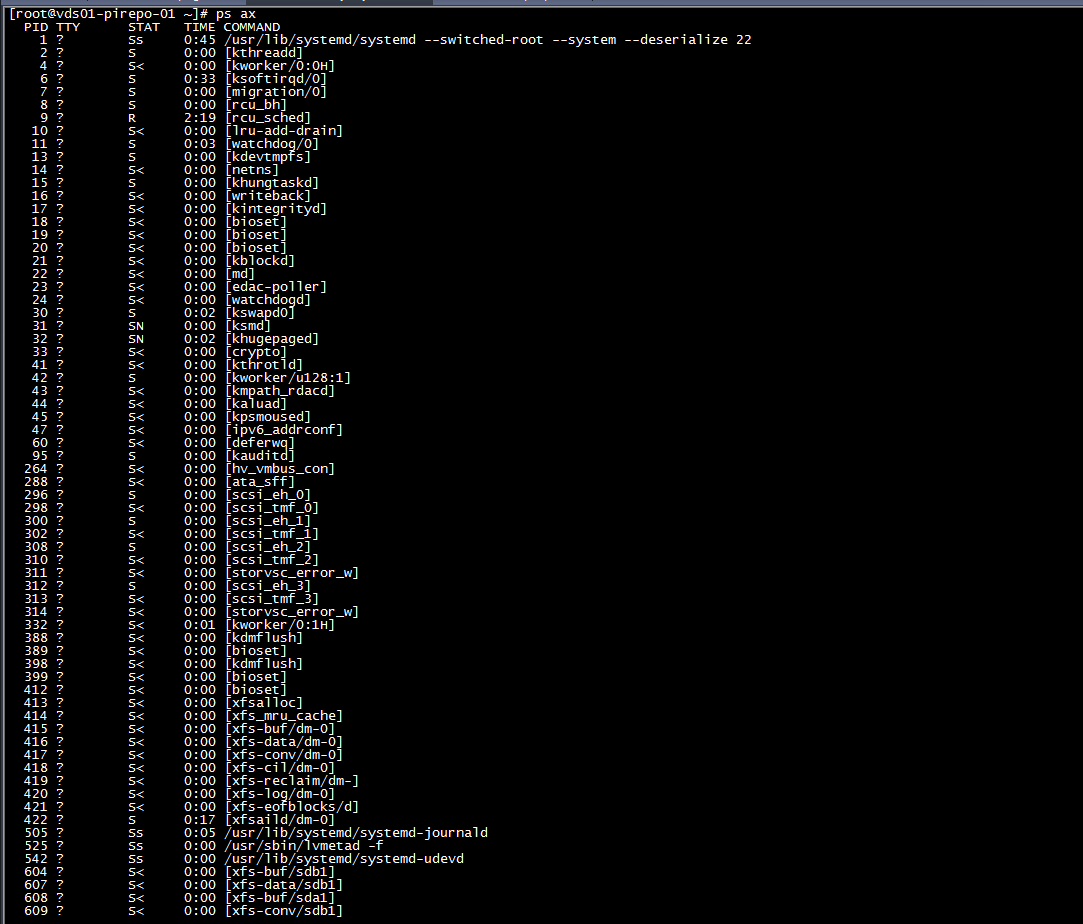 [root@vds01-pirepo-01 ~]# ps ax
  PID TTY      STAT   TIME COMMAND
    1 ?        Ss     0:45 /usr/lib/systemd/systemd --switched-root --system --deserialize 22
    2 ?        S      0:00 [kthreadd]
    4 ?        S<     0:00 [kworker/0:0H]
    6 ?        S      0:33 [ksoftirqd/0]
    7 ?        S      0:00 [migration/0]
    8 ?        S      0:00 [rcu_bh]
    9 ?        R      2:19 [rcu_sched]
   10 ?        S<     0:00 [lru-add-drain]
   11 ?        S      0:03 [watchdog/0]
   13 ?        S      0:00 [kdevtmpfs]
   14 ?        S<     0:00 [netns]
   15 ?        S      0:00 [khungtaskd]
   16 ?        S<     0:00 [writeback]
   17 ?        S<     0:00 [kintegrityd]
   18 ?        S<     0:00 [bioset]
   19 ?        S<     0:00 [bioset]
   20 ?        S<     0:00 [bioset]
   21 ?        S<     0:00 [kblockd]
   22 ?        S<     0:00 [md]
   23 ?        S<     0:00 [edac-poller]
   24 ?        S<     0:00 [watchdogd]
   30 ?        S      0:02 [kswapd0]
   31 ?        SN     0:00 [ksmd]
   32 ?        SN     0:02 [khugepaged]
   33 ?        S<     0:00 [crypto]
   41 ?        S<     0:00 [kthrotld]
   42 ?        S      0:00 [kworker/u128:1]
   43 ?        S<     0:00 [kmpath_rdacd]
   44 ?        S<     0:00 [kaluad]
   45 ?        S<     0:00 [kpsmoused]
   47 ?        S<     0:00 [ipv6_addrconf]
   60 ?        S<     0:00 [deferwq]
   95 ?        S      0:00 [kauditd]
  264 ?        S<     0:00 [hv_vmbus_con]
  288 ?        S<     0:00 [ata_sff]
  296 ?        S      0:00 [scsi_eh_0]
  298 ?        S<     0:00 [scsi_tmf_0]
  300 ?        S      0:00 [scsi_eh_1]
  302 ?        S<     0:00 [scsi_tmf_1]
  308 ?        S      0:00 [scsi_eh_2]
  310 ?        S<     0:00 [scsi_tmf_2]
  311 ?        S<     0:00 [storvsc_error_w]
  312 ?        S      0:00 [scsi_eh_3]
  313 ?        S<     0:00 [scsi_tmf_3]
  314 ?        S<     0:00 [storvsc_error_w]
  332 ?        S<     0:01 [kworker/0:1H]
  388 ?        S<     0:00 [kdmflush]
  389 ?        S<     0:00 [bioset]
  398 ?        S<     0:00 [kdmflush]
  399 ?        S<     0:00 [bioset]
  412 ?        S<     0:00 [bioset]
  413 ?        S<     0:00 [xfsalloc]
  414 ?        S<     0:00 [xfs_mru_cache]
  415 ?        S<     0:00 [xfs-buf/dm-0]
  416 ?        S<     0:00 [xfs-data/dm-0]
  417 ?        S<     0:00 [xfs-conv/dm-0]
  418 ?        S<     0:00 [xfs-cil/dm-0]
  419 ?        S<     0:00 [xfs-reclaim/dm-]
  420 ?        S<     0:00 [xfs-log/dm-0]
  421 ?        S<     0:00 [xfs-eofblocks/d]
  422 ?        S      0:17 [xfsaild/dm-0]
  505 ?        Ss     0:05 /usr/lib/systemd/systemd-journald
  525 ?        Ss     0:00 /usr/sbin/lvmetad -f
  542 ?        Ss     0:00 /usr/lib/systemd/systemd-udevd
  604 ?        S<     0:00 [xfs-buf/sdb1]
  607 ?        S<     0:00 [xfs-data/sdb1]
  608 ?        S<     0:00 [xfs-buf/sda1]
  609 ?        S<     0:00 [xfs-conv/sdb1]